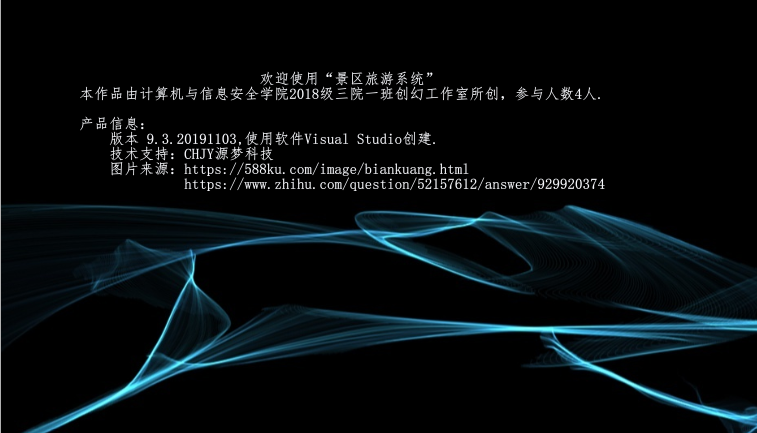 欢迎使用“景区旅游系统”
本作品由计算机与信息安全学院2018级三院一班创幻工作室所创，参与人数4人.
产品信息:
版本 9.3.20191103,使用软件Visual Studio创建.
技术支持: CHJY源梦科技
图片来源: https://588ku.com/image/biankuang.html
https://www.zhihu.com/question/52157612/answer/929920374